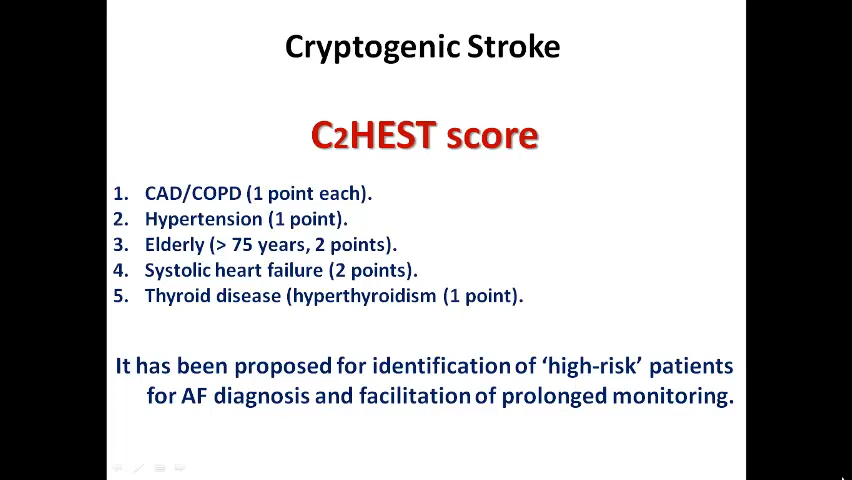 Cryptogenic Stroke
C2HEST score
1. CAD/COPD (1 point each).
2. Hypertension (1 point).
3. Elderly (> 75 years, 2 points).
4. Systolic heart failure (2 points).
5. Thyroid disease (hyperthyroidism (1 point).
It has been proposed for identification of ‘high-risk’ patients
for AF diagnosis and facilitation of prolonged monitoring.